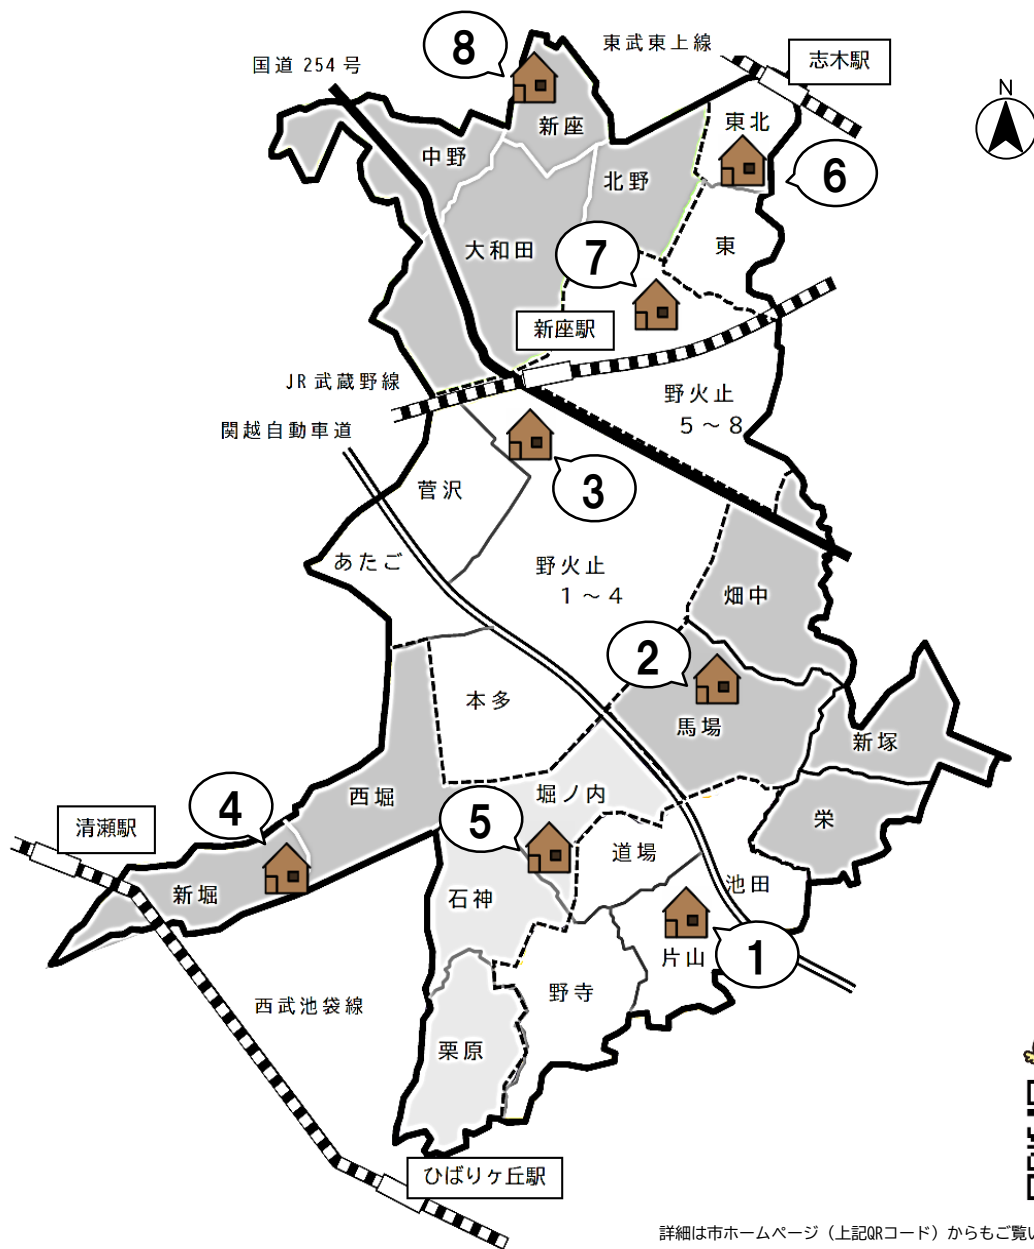 東武東上線
志木駅
国道 254 号
8
新座
東北
N
中野
北野
6
大和田
7
東
新座駅
JR 武蔵野線
野火止
5～8
関越自動車道
菅沢
3
あたご
野火止
1～4
畑中
2
本多
馬場
新塚
西堀
堀ノ内
4
5
栄
清瀬駅
道場
池田
新堀
石神
片山
1
野寺
西武池袋線
栗原
ひばりヶ丘駅
詳細は市ホームページ（上記QRコード）からもご覧い